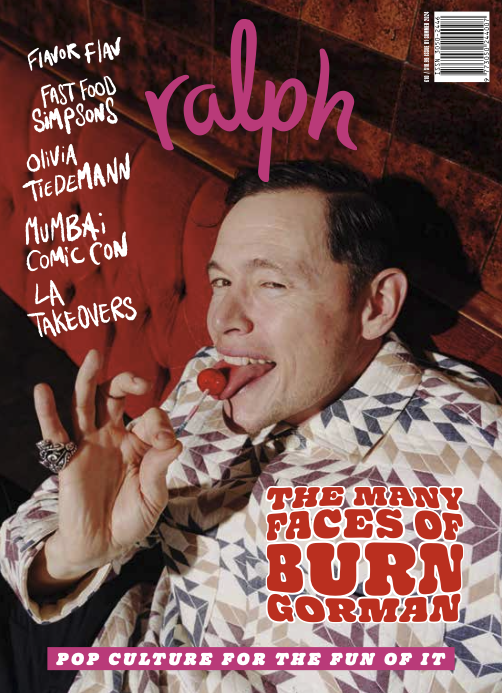 FLAVOR FLAV
FAST FOOD
SIMPSONS
OLIVIA
TIEDEMANN
MUMBAI
COMIC CON
LA
TAKEOVERS
ralph
THE MANY
FACES OF
BURN
GORMAN
POP CULTURE FOR THE FUN OF IT